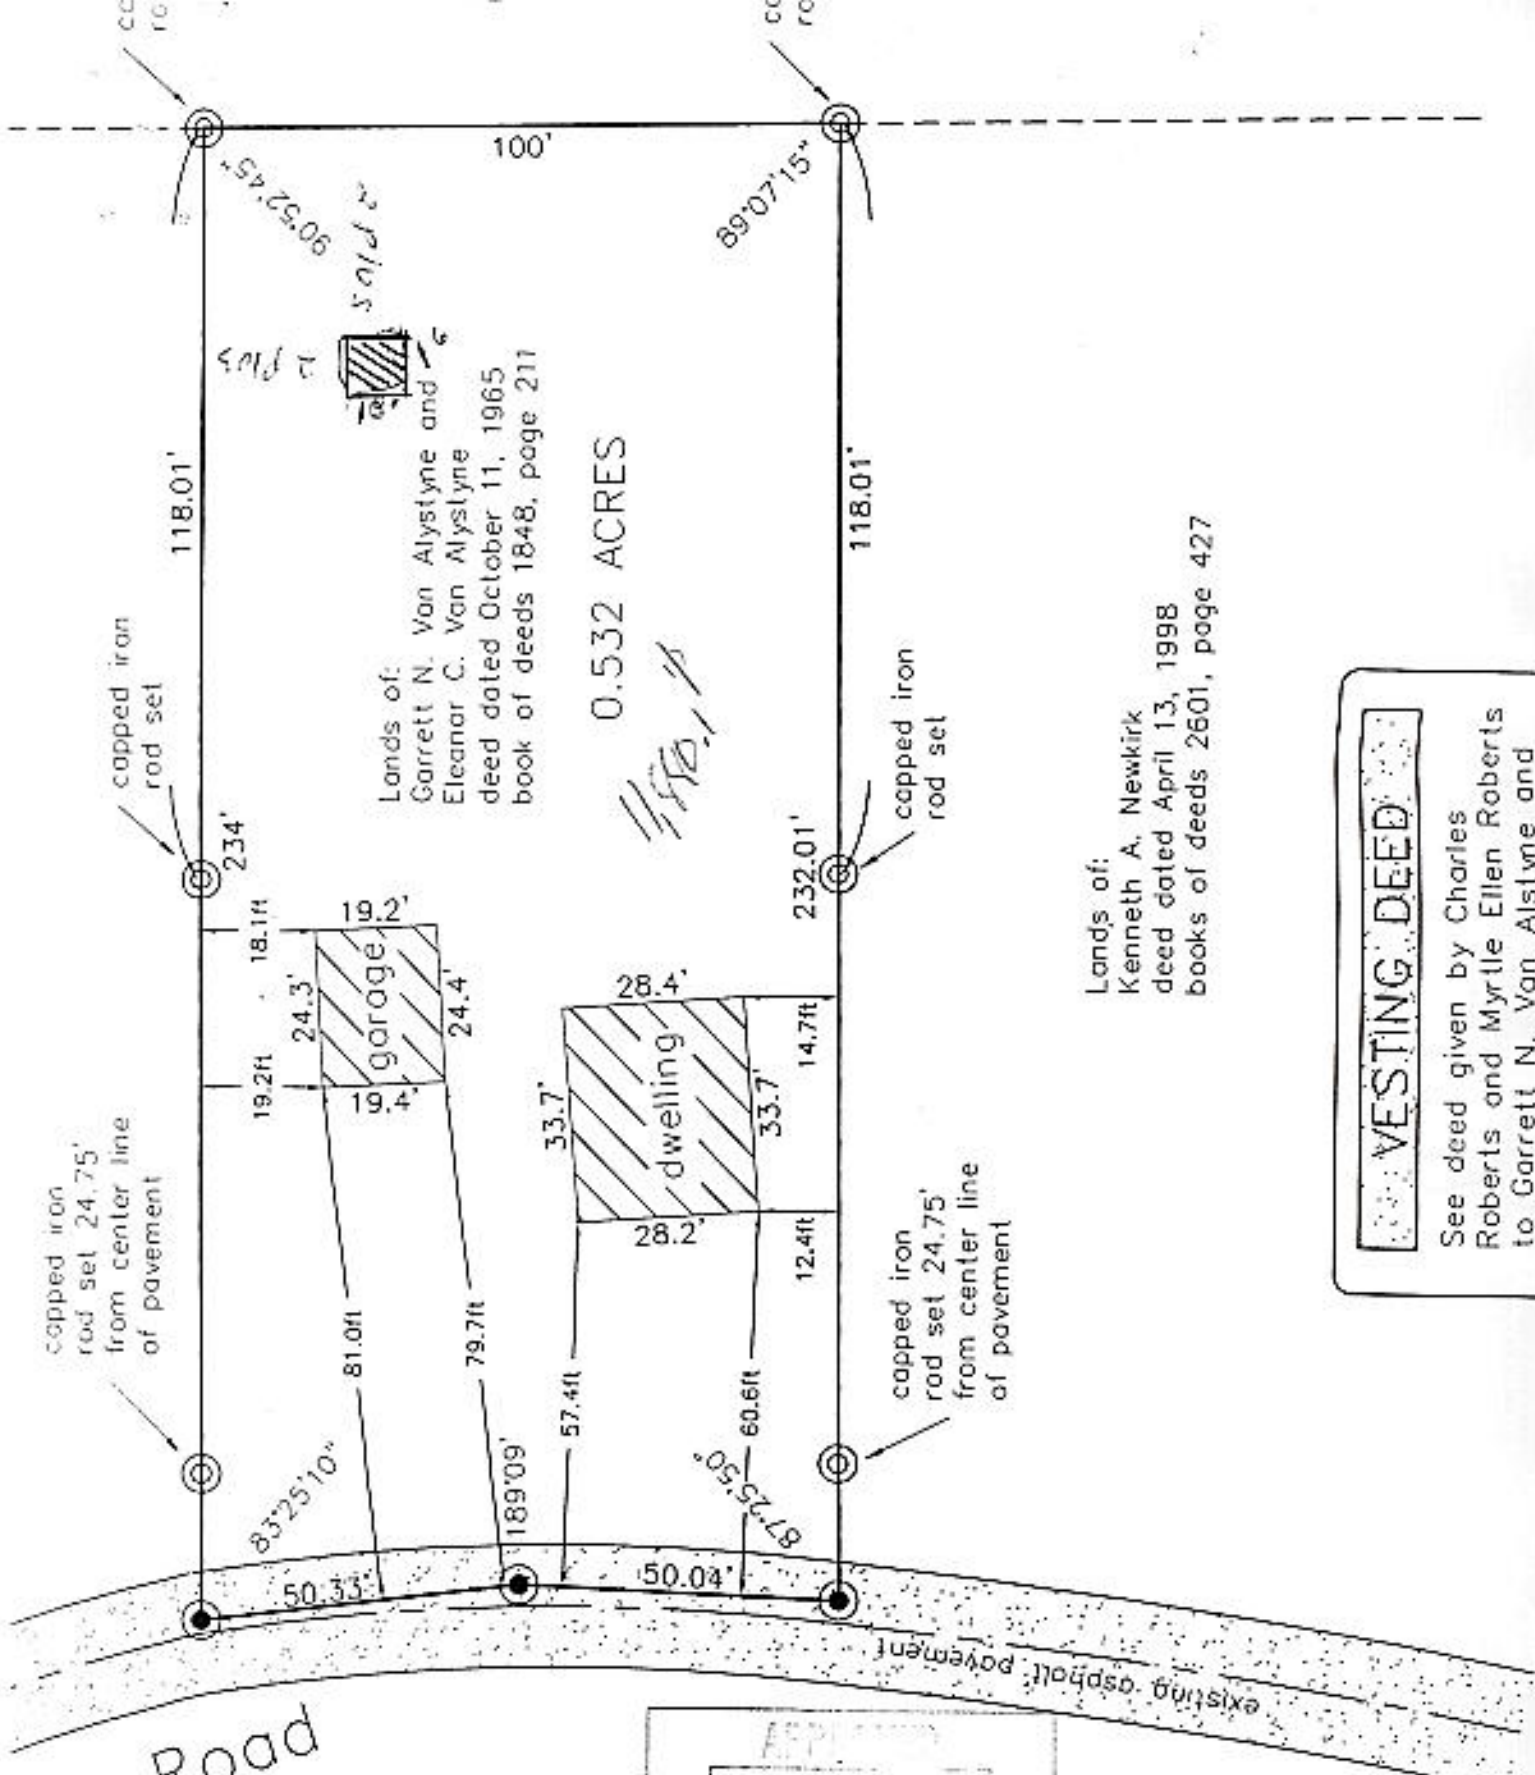 100'
90°52'45"
89°07'15"
118.01'
118.01'
2 plus
2 plus
capped iron
rod set
234'
Lands of:
Garrett N. Van Alystyne and
Eleanor C. Van Alystyne
deed dated October 11, 1965
book of deeds 1848, page 211
0.532 ACRES
232.01'
capped iron
rod set
18.1ft
19.2'
24.3'
garage
24.4'
19.2ft
19.4'
28.4'
33.7'
dwelling
33.7'
28.2'
14.7ft
12.4ft
Lands of:
Kenneth A. Newkirk
deed dated April 13, 1998
books of deeds 2601, page 427
capped iron
rod set 24.75'
from center line
of pavement
81.0ft
79.7ft
57.4ft
60.6ft
capped iron
rod set 24.75'
from center line
of pavement
83°25'10"
189°09'
87°25'50"
50.33'
50.04'
existing asphalt pavement
Road
VESTING DEED
See deed given by Charles
Roberts and Myrtle Ellen Roberts
to Garrett N. Van Alstyne and